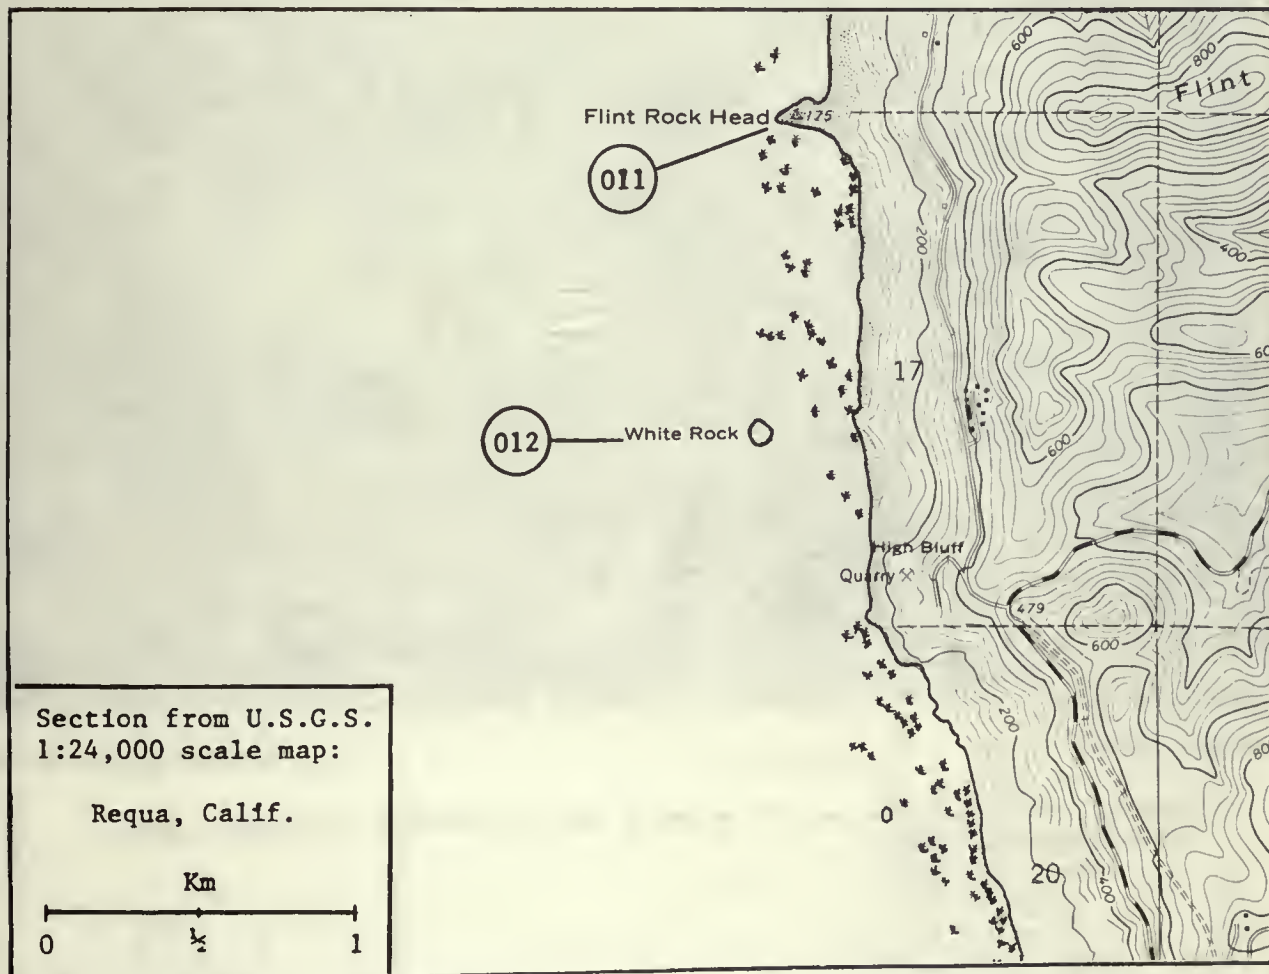 600
800
Flint
Flint Rock Head
175
011
200
400
17
600
012
White Rock
600
High Bluff
Quarry
479
600
200
Section from U.S.G.S.
1:24,000 scale map:
Requa, Calif.
Km
0 ½ 1
20
400